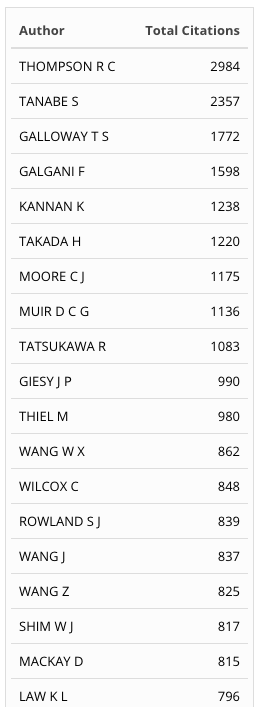 Author Total Citations
THOMPSON R C 2984
TANABE S 2357
GALLOWAY T S 1772
GALGANI F 1598
KANNAN K 1238
TAKADA H 1220
MOORE C J 1175
MUIR D C G 1136
TATSUKAWA R 1083
GIESY J P 990
THIEL M 980
WANG W X 862
WILCOX C 848
ROWLAND S J 839
WANG J 837
WANG Z 825
SHIM W J 817
MACKAY D 815
LAW K L 796